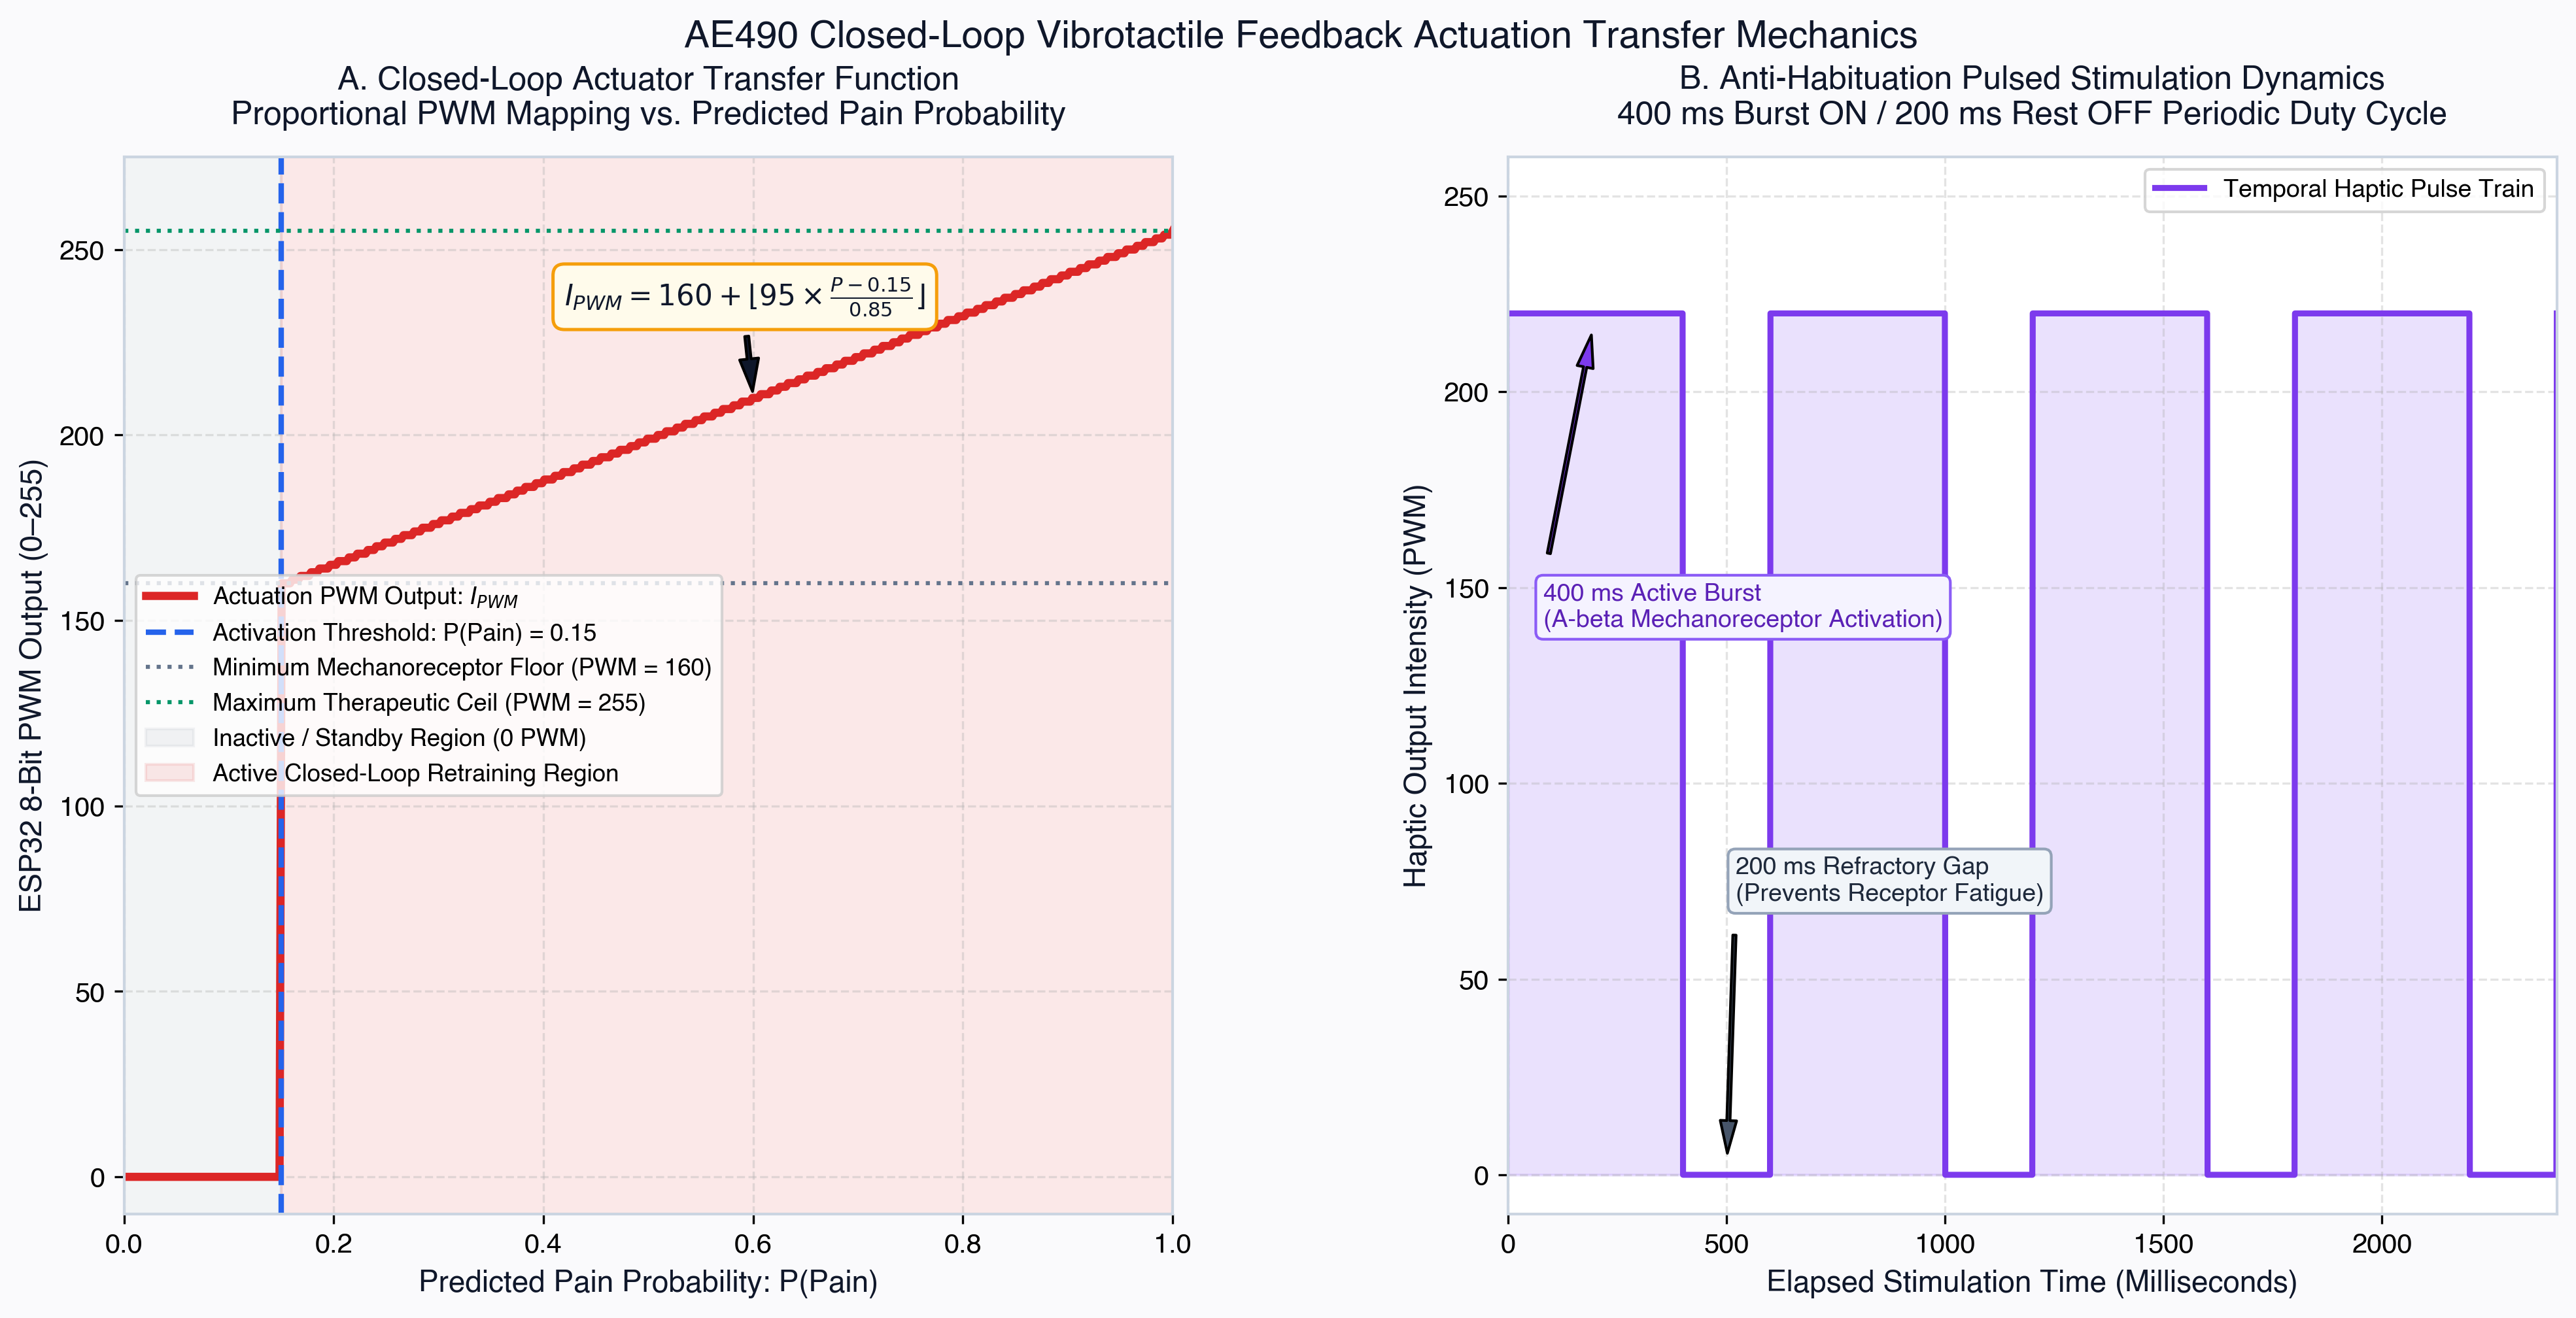 AE490 Closed-Loop Vibrotactile Feedback Actuation Transfer Mechanics
A. Closed-Loop Actuator Transfer Function
Proportional PWM Mapping vs. Predicted Pain Probability
ESP32 8-Bit PWM Output (0–255)
250
200
150
100
50
0
I_{PWM} = 160 + ⌊95 × \frac{P − 0.15}{0.85}⌋
Actuation PWM Output: I_{PWM}
Activation Threshold: P(Pain) = 0.15
Minimum Mechanoreceptor Floor (PWM = 160)
Maximum Therapeutic Ceil (PWM = 255)
Inactive / Standby Region (0 PWM)
Active Closed-Loop Retraining Region
0.0 0.2 0.4 0.6 0.8 1.0
Predicted Pain Probability: P(Pain)
B. Anti-Habituation Pulsed Stimulation Dynamics
400 ms Burst ON / 200 ms Rest OFF Periodic Duty Cycle
Haptic Output Intensity (PWM)
250
200
150
100
50
0
Temporal Haptic Pulse Train
400 ms Active Burst
(A-beta Mechanoreceptor Activation)
200 ms Refractory Gap
(Prevents Receptor Fatigue)
0 500 1000 1500 2000
Elapsed Stimulation Time (Milliseconds)